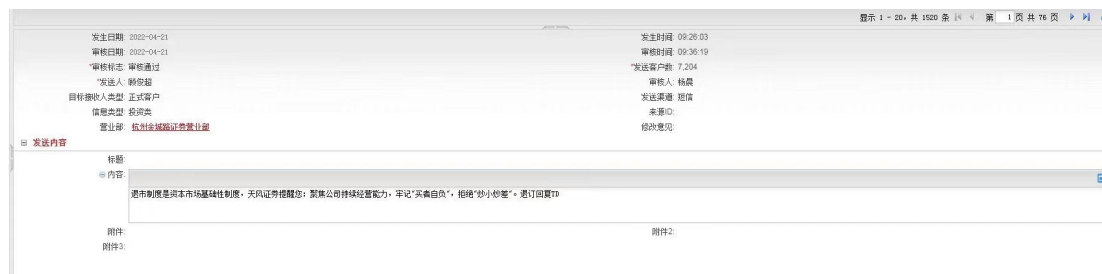 显示 1 - 20, 共 1520 条 第 1 页 共 76 页
发生日期: 2022-04-21 发生时间: 09:26:03
审核日期: 2022-04-21 审核时间: 09:36:19
*审核标志: 审核通过 *发送客户数: 7,204
*发送人: 顾俊超 审核人: 杨晨
目标接收人类型: 正式客户 发送渠道: 短信
信息类型: 投资类 来源ID:
营业部: 杭州金城路证券营业部 修改意见:
发送内容
标题:
内容:
退市制度是资本市场基础性制度,天风证券提醒您:聚焦公司持续经营能力,牢记“买者自负”,拒绝“炒小炒差”。退订回复TD
附件: 附件2:
附件3: